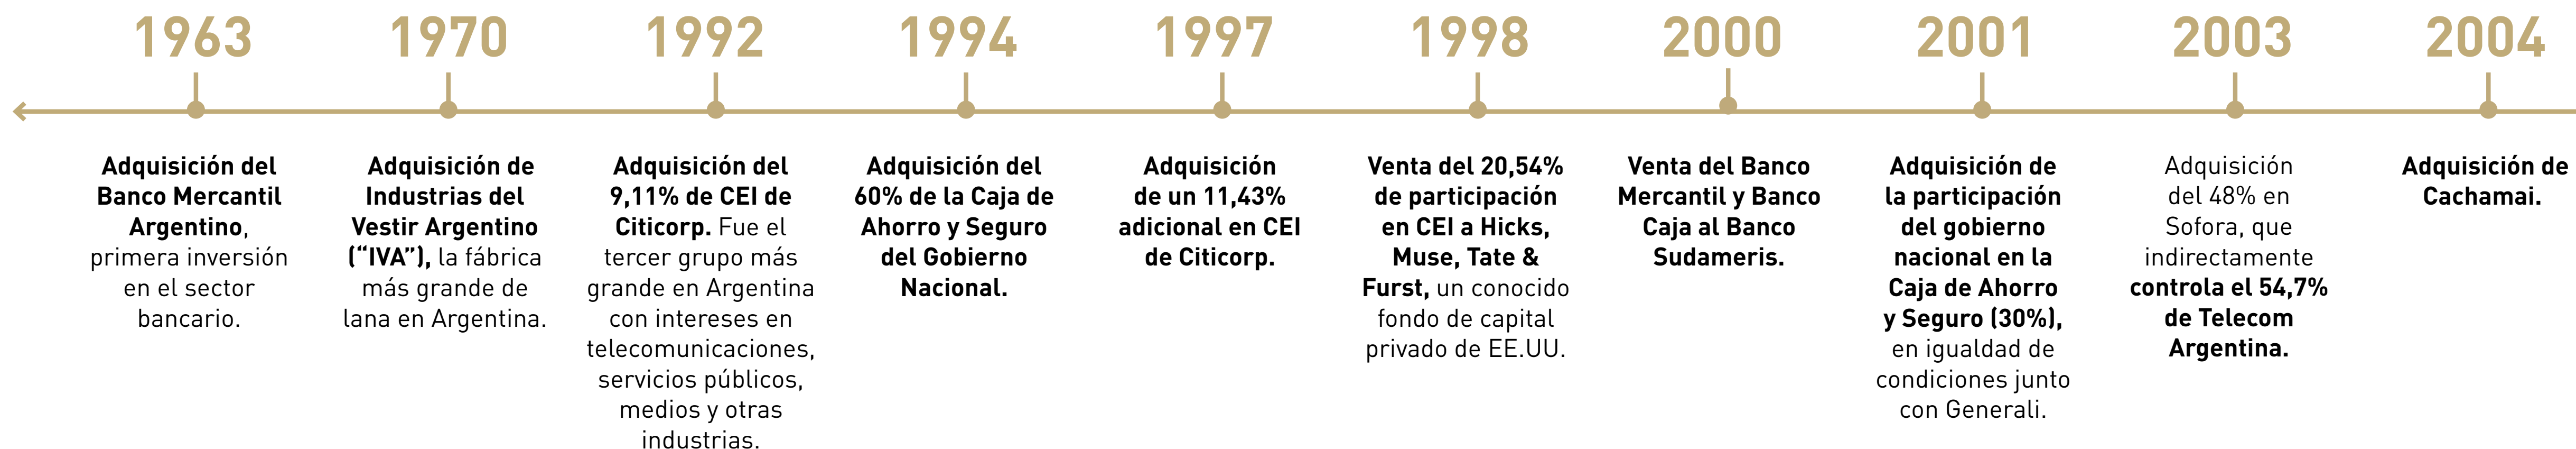 1963
Adquisición del
Banco Mercantil
Argentino,
primera inversión
en el sector
bancario.
1970
Adquisición de
Industrias del
Vestir Argentino
(“IVA”), la fábrica
más grande de
lana en Argentina.
1992
Adquisición del
9,11% de CEI de
Citicorp. Fue el
tercer grupo más
grande en Argentina
con intereses en
telecomunicaciones,
servicios públicos,
medios y otras
industrias.
1994
Adquisición del
60% de la Caja de
Ahorro y Seguro
del Gobierno
Nacional.
1997
Adquisición
de un 11,43%
adicional en CEI
de Citicorp.
1998
Venta del 20,54%
de participación
en CEI a Hicks,
Muse, Tate &
Furst, un conocido
fondo de capital
privado de EE.UU.
2000
Venta del Banco
Mercantil y Banco
Caja al Banco
Sudameris.
2001
Adquisición de
la participación
del gobierno
nacional en la
Caja de Ahorro
y Seguro (30%),
en igualdad de
condiciones junto
con Generali.
2003
Adquisición
del 48% en
Sofora, que
indirectamente
controla el 54,7%
de Telecom
Argentina.
2004
Adquisición de
Cachamai.